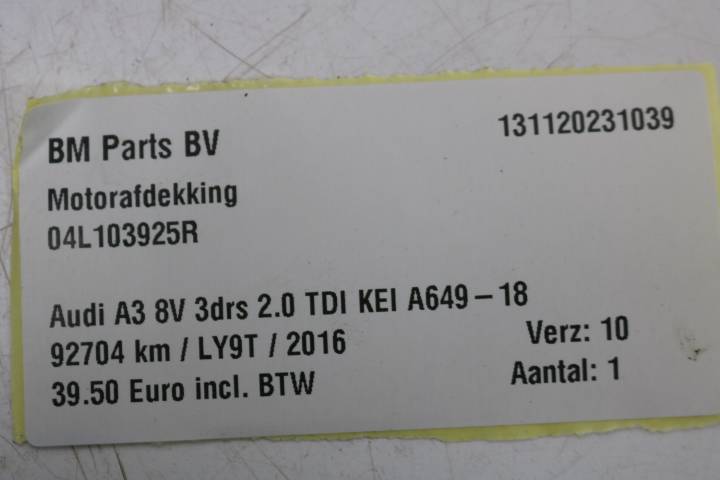 BM Parts BV
131120231039
Motorafdekking
04L103925R
Audi A3 8V 3drs 2.0 TDI KEI A649-18
92704 km / LY9T / 2016
Verz: 10
39.50 Euro incl. BTW
Aantal: 1